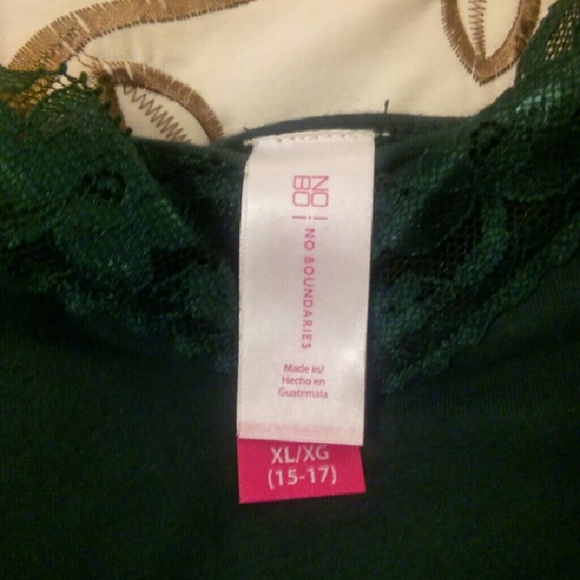 NO
BO
NO BOUNDARIES
Made in/
Hecho en
Guatemala
XL/XG
(15-17)